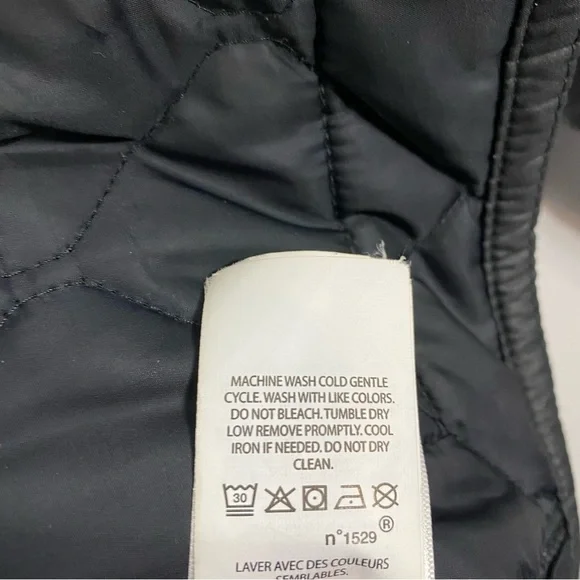 MACHINE WASH COLD GENTLE
CYCLE. WASH WITH LIKE COLORS.
DO NOT BLEACH. TUMBLE DRY
LOW REMOVE PROMPTLY. COOL
IRON IF NEEDED. DO NOT DRY
CLEAN.
30
®
n°1529
LAVER AVEC DES COULEURS
SEMBLABLES.